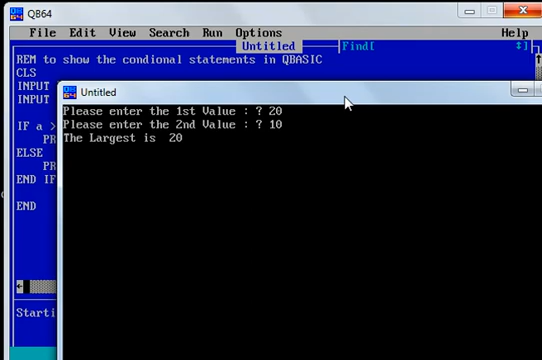 QB64
File Edit View Search Run Options Help
Untitled Find[
REM to show the condional statements in QBASIC
CLS
INPUT
INPUT
IF a >
PR
ELSE
PR
END IF
END
Starti
Untitled
Please enter the 1st Value : ? 20
Please enter the 2nd Value : ? 10
The Largest is 20